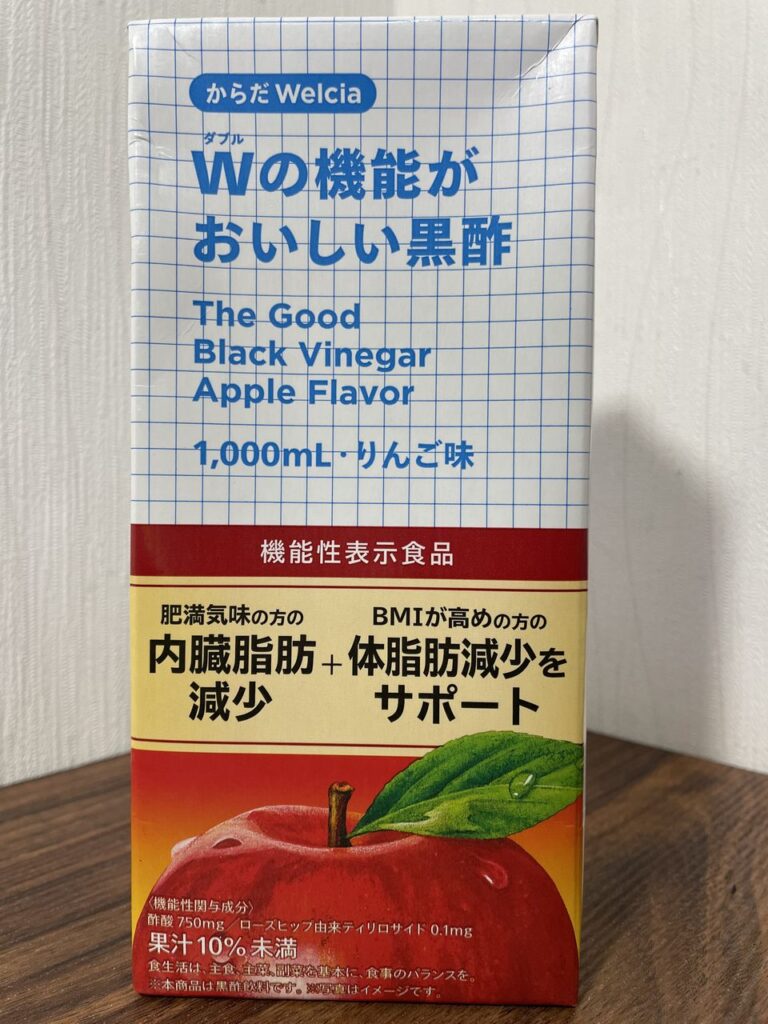 からだ Welcia
ダブル
Wの機能が
おいしい黒酢
The Good
Black Vinegar
Apple Flavor
1,000mL・りんご味
機能性表示食品
肥満気味の方の
内臓脂肪
減少
+
BMIが高めの方の
体脂肪減少を
サポート
〈機能性関与成分〉
酢酸 750mg／ローズヒップ由来ティリロサイド 0.1mg
果汁10%未満
食生活は、主食、主菜、副菜を基本に、食事のバランスを。
※本商品は黒酢飲料です。※写真はイメージです。